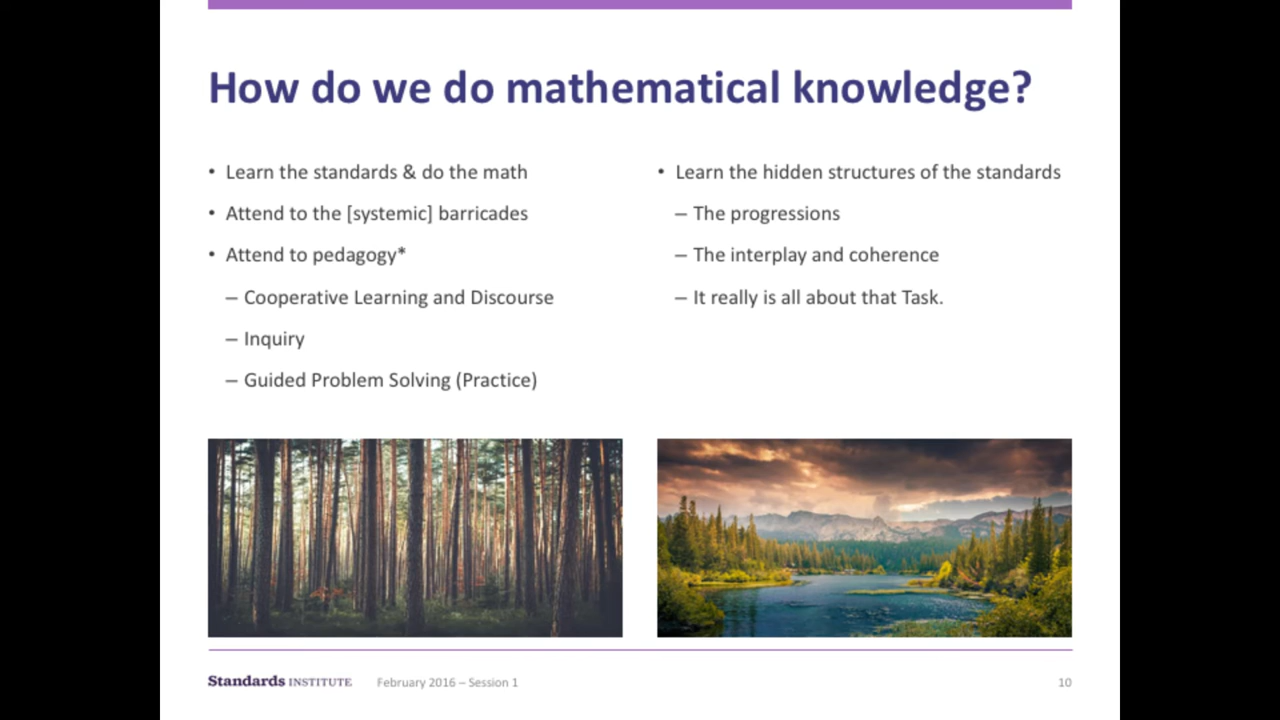 How do we do mathematical knowledge?
• Learn the standards & do the math
• Attend to the [systemic] barricades
• Attend to pedagogy*
– Cooperative Learning and Discourse
– Inquiry
– Guided Problem Solving (Practice)
• Learn the hidden structures of the standards
– The progressions
– The interplay and coherence
– It really is all about that Task.
Standards INSTITUTE February 2016 – Session 1 10